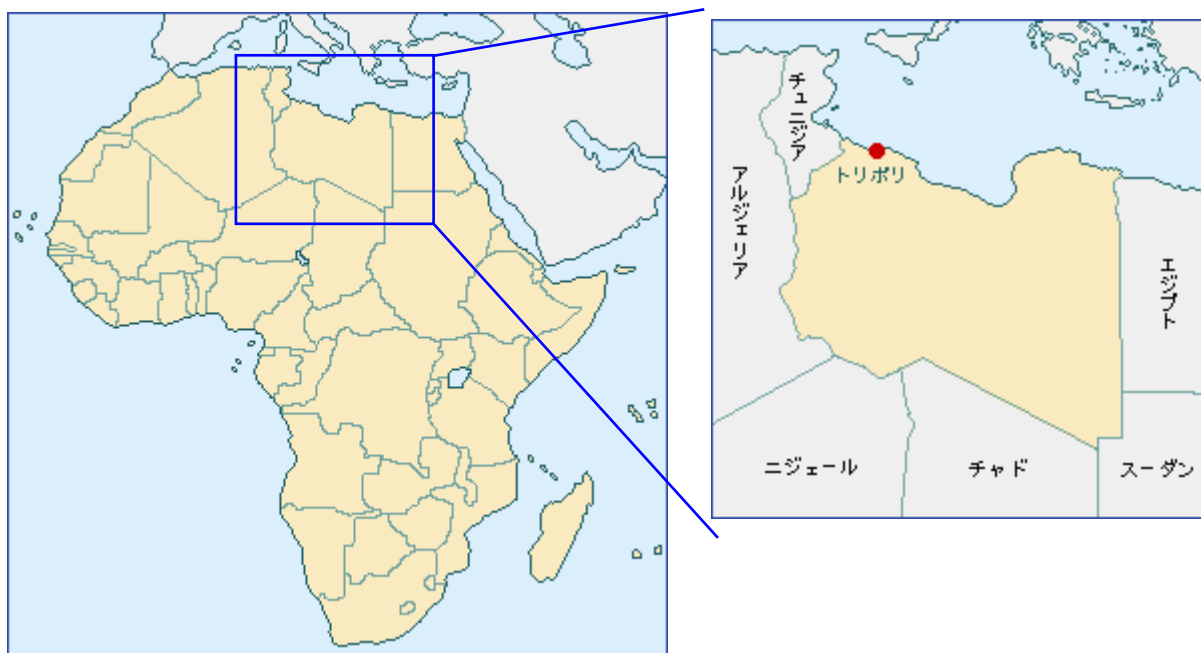 チュニジア
トリポリ
アルジェリア
エジプト
ニジェール
チャド
スーダン